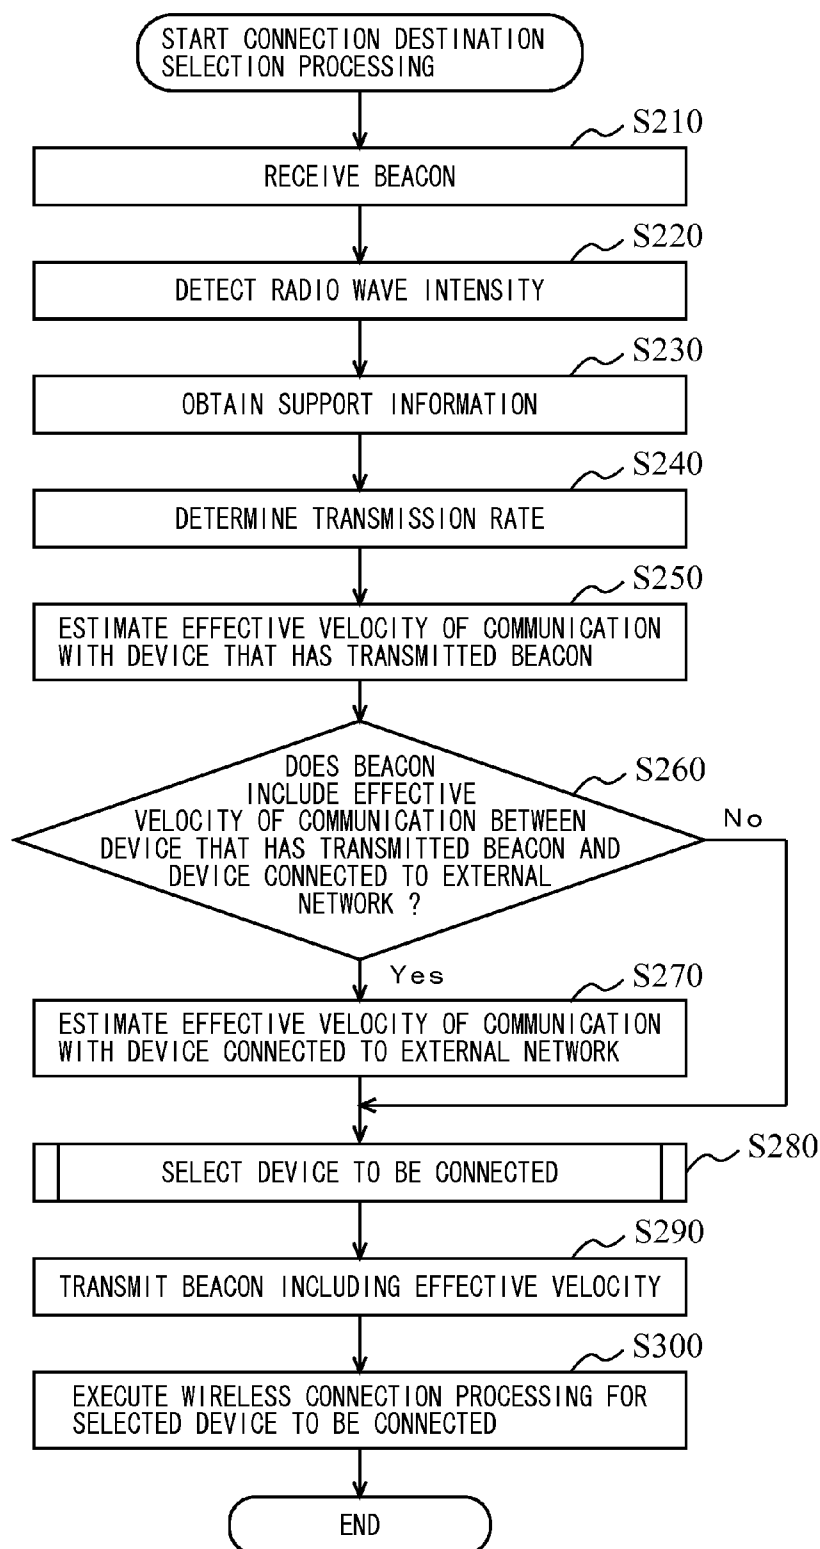 START CONNECTION DESTINATION
SELECTION PROCESSING
S210
RECEIVE BEACON
S220
DETECT RADIO WAVE INTENSITY
S230
OBTAIN SUPPORT INFORMATION
S240
DETERMINE TRANSMISSION RATE
S250
ESTIMATE EFFECTIVE VELOCITY OF COMMUNICATION
WITH DEVICE THAT HAS TRANSMITTED BEACON
S260
DOES BEACON
INCLUDE EFFECTIVE
VELOCITY OF COMMUNICATION BETWEEN
DEVICE THAT HAS TRANSMITTED BEACON AND
DEVICE CONNECTED TO EXTERNAL
NETWORK ?
No
Yes
S270
ESTIMATE EFFECTIVE VELOCITY OF COMMUNICATION
WITH DEVICE CONNECTED TO EXTERNAL NETWORK
S280
SELECT DEVICE TO BE CONNECTED
S290
TRANSMIT BEACON INCLUDING EFFECTIVE VELOCITY
S300
EXECUTE WIRELESS CONNECTION PROCESSING FOR
SELECTED DEVICE TO BE CONNECTED
END